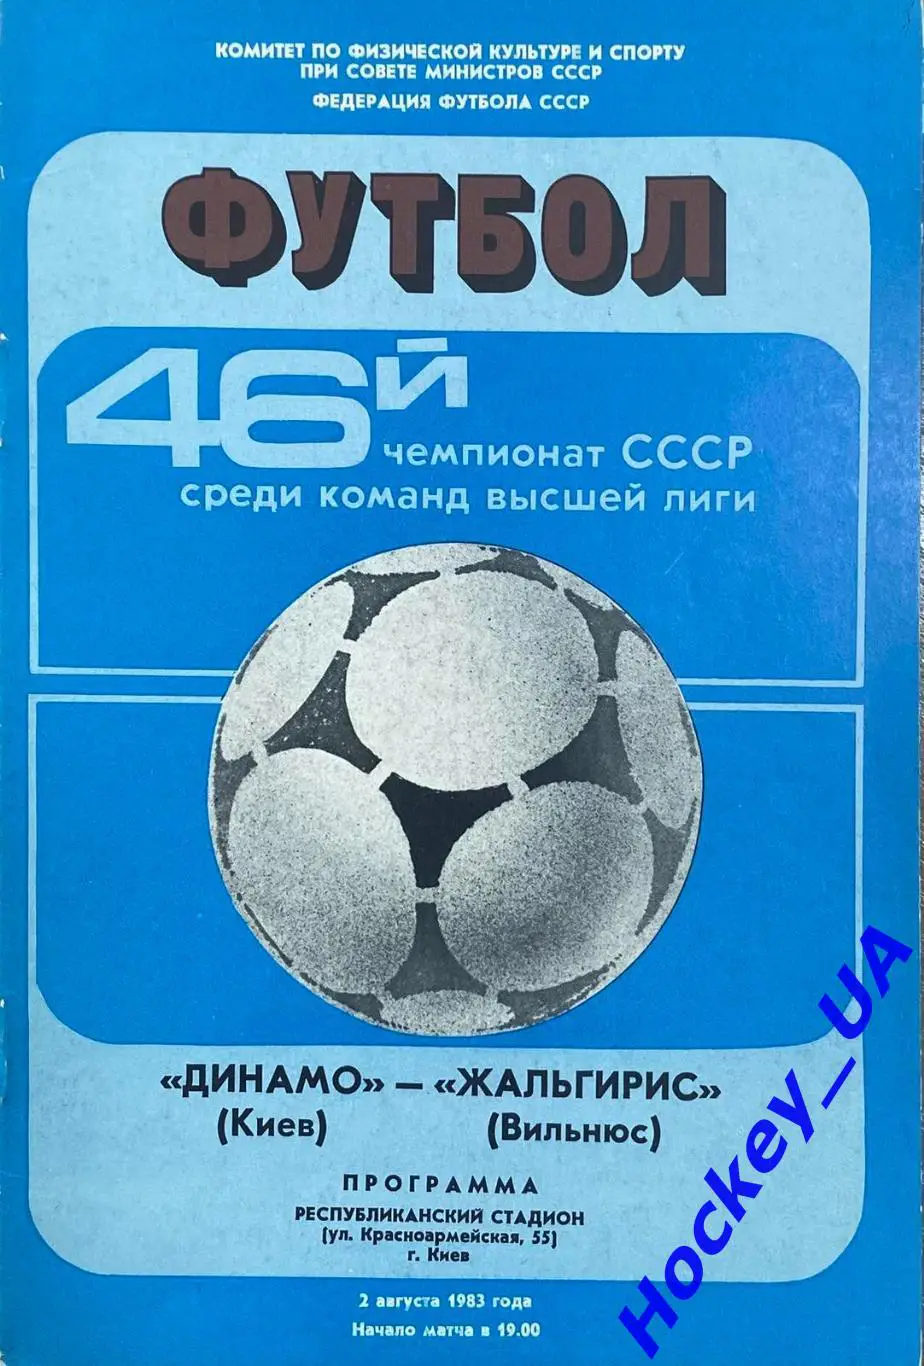 КОМИТЕТ ПО ФИЗИЧЕСКОЙ КУЛЬТУРЕ И СПОРТУ
ПРИ СОВЕТЕ МИНИСТРОВ СССР
ФЕДЕРАЦИЯ ФУТБОЛА СССР
ФУТБОЛ
46Й
чемпионат СССР
среди команд высшей лиги
«ДИНАМО» — «ЖАЛЬГИРИС»
(Киев) (Вильнюс)
ПРОГРАММА
РЕСПУБЛИКАНСКИЙ СТАДИОН
(ул. Красноармейская, 55)
г. Киев
2 августа 1983 года
Начало матча в 19.00
Hockey_UA